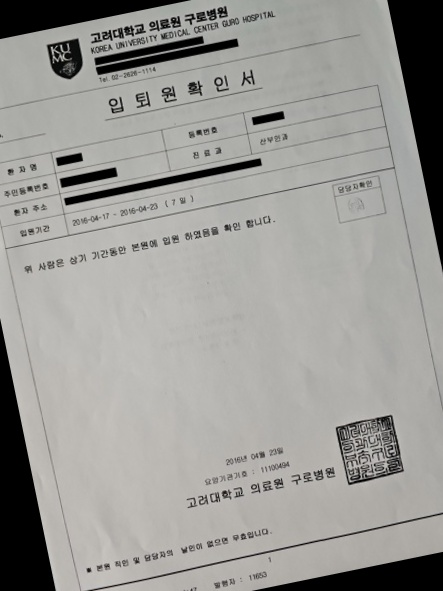 KU
MC
고려대학교 의료원 구로병원
KOREA UNIVERSITY MEDICAL CENTER GURO HOSPITAL
Tel. 02-2626-1114
입 퇴 원 확 인 서
환 자 명
등록번호
주민등록번호
진 료 과
산부인과
환자 주소
입원기간
2016-04-17 - 2016-04-23 ( 7 일 )
담당자확인
위 사람은 상기 기간동안 본원에 입원 하였음을 확인 합니다.
2016년 04월 23일
요양기관기호 : 11100494
고려대학교 의료원 구로병원
※ 본원 직인 및 담당자의 날인이 없으면 무효입니다.
1
발행자 : 11653